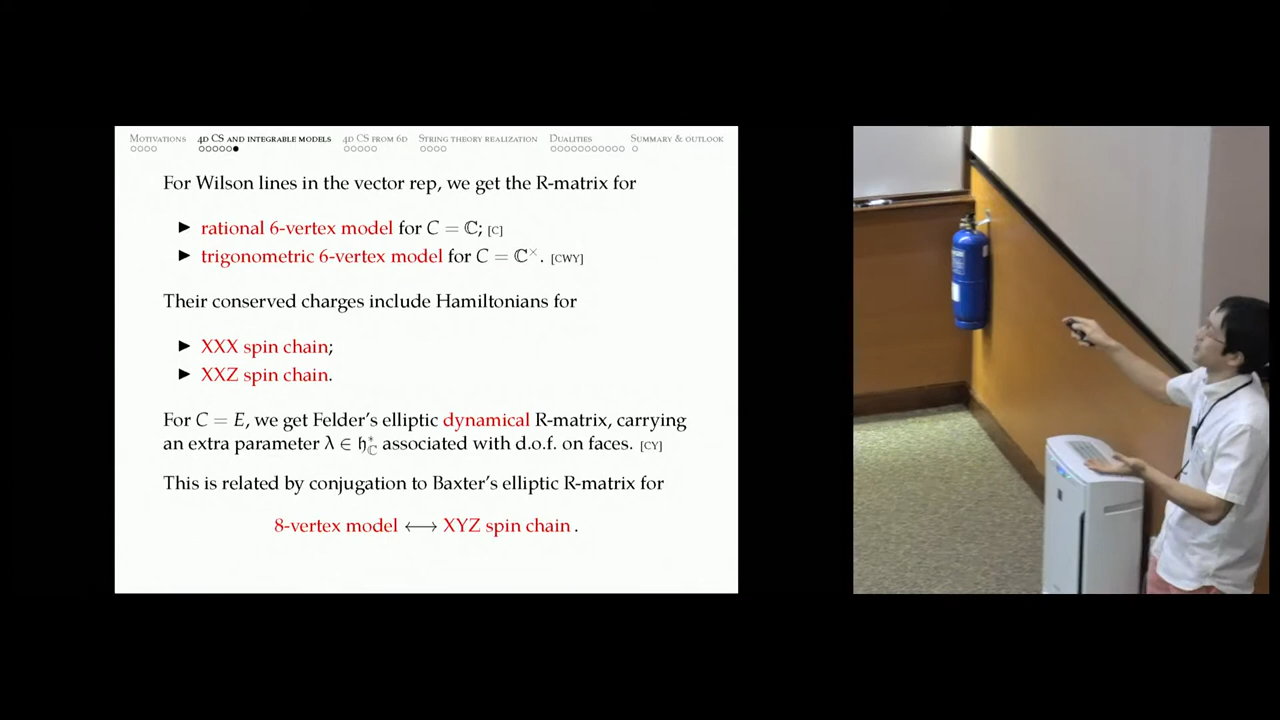 MOTIVATIONS 4D CS AND INTEGRABLE MODELS 4D CS FROM 6D STRING THEORY REALIZATION DUALITIES SUMMARY & OUTLOOK
For Wilson lines in the vector rep, we get the R-matrix for
▶ rational 6-vertex model for C = ℂ; [C]
▶ trigonometric 6-vertex model for C = ℂ×. [CWY]
Their conserved charges include Hamiltonians for
▶ XXX spin chain;
▶ XXZ spin chain.
For C = E, we get Felder's elliptic dynamical R-matrix, carrying
an extra parameter λ ∈ 𝔥*_ℂ associated with d.o.f. on faces. [CY]
This is related by conjugation to Baxter's elliptic R-matrix for
8-vertex model ⟷ XYZ spin chain .